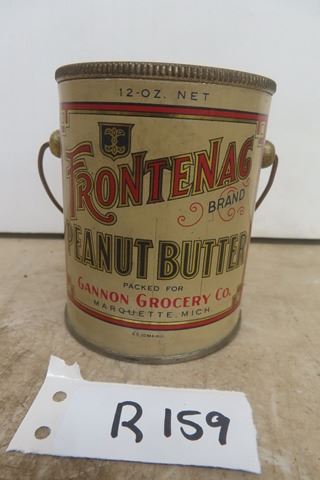 12-OZ. NET
FRONTENAC
BRAND
PEANUT BUTTER
PACKED FOR
GANNON GROCERY CO.
MARQUETTE, MICH.
R 159